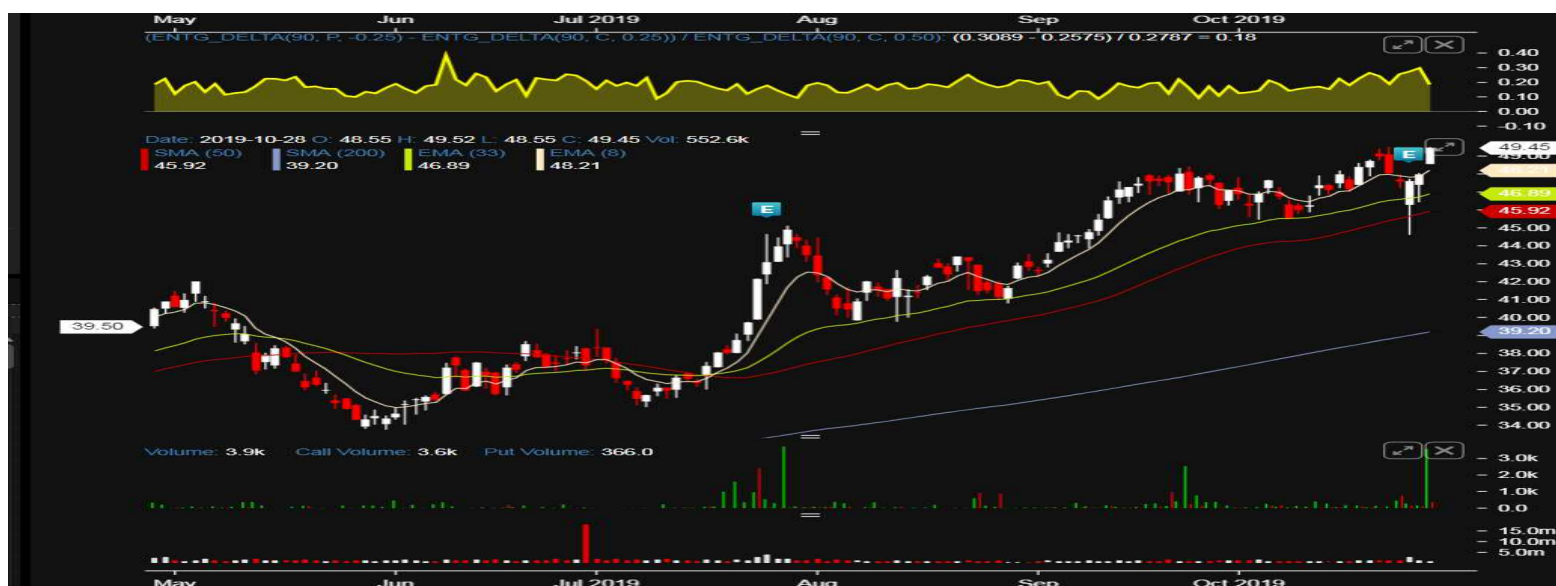 May Jun Jul 2019 Aug Sep Oct 2019
(ENTG_DELTA(90, P, -0.25) - ENTG_DELTA(90, C, 0.25)) / ENTG_DELTA(90, C, 0.50): (0.3089 - 0.2575) / 0.2787 = 0.18
0.40
0.30
0.20
0.10
0.00
-0.10
Date: 2019-10-28 O: 48.55 H: 49.52 L: 48.55 C: 49.45 Vol: 552.6k
SMA (50) SMA (200) EMA (33) EMA (8)
45.92 39.20 46.89 48.21
49.45
E
49.00
48.21
E
46.89
45.92
45.00
44.00
43.00
42.00
41.00
40.00
39.50
39.20
38.00
37.00
36.00
35.00
34.00
Volume: 3.9k Call Volume: 3.6k Put Volume: 366.0
3.0k
2.0k
1.0k
0.0
15.0m
10.0m
5.0m
May Jun Jul 2019 Aug Sep Oct 2019